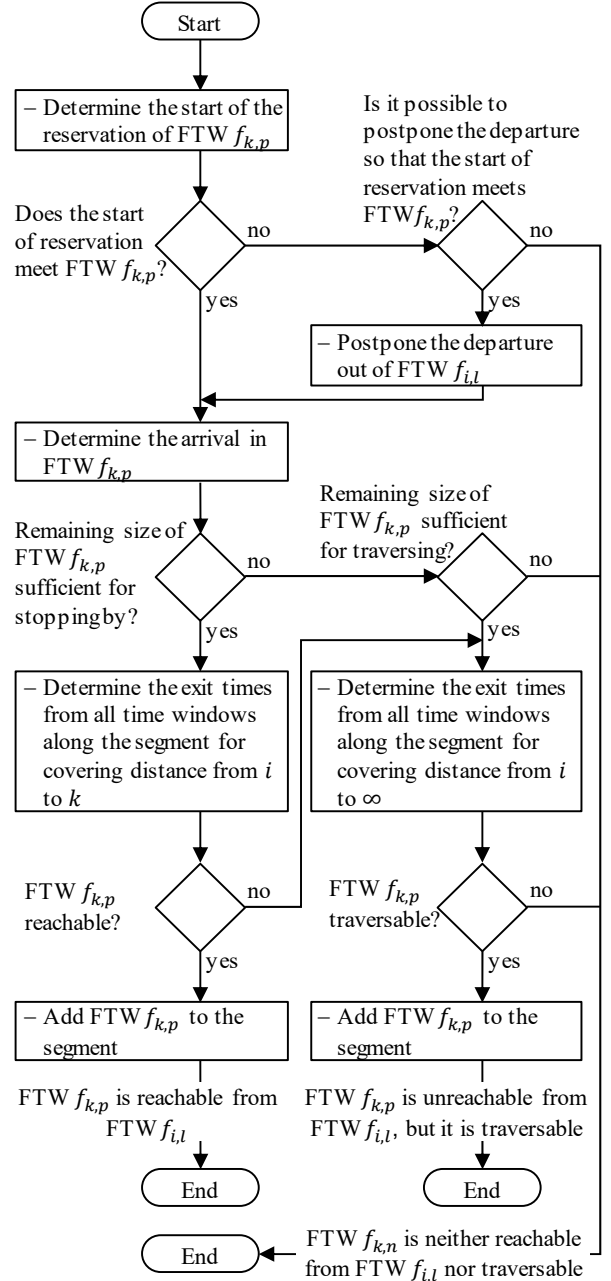 Start
– Determine the start of the
reservation of FTW f_{k,p}
Is it possible to
postpone the departure
so that the start of
reservation meets
FTW f_{k,p}?
Does the start
of reservation
meet FTW f_{k,p}?
no
no
yes
yes
– Postpone the departure
out of FTW f_{i,l}
– Determine the arrival in
FTW f_{k,p}
Remaining size of
FTW f_{k,p} sufficient
for traversing?
Remaining size of
FTW f_{k,p}
sufficient for
stopping by?
no
no
yes
yes
– Determine the exit times
from all time windows
along the segment for
covering distance from i
to k
– Determine the exit times
from all time windows
along the segment for
covering distance from i
to ∞
FTW f_{k,p}
reachable?
no
FTW f_{k,p}
traversable?
no
yes
yes
– Add FTW f_{k,p} to the
segment
– Add FTW f_{k,p} to the
segment
FTW f_{k,p} is reachable from
FTW f_{i,l}
FTW f_{k,p} is unreachable from
FTW f_{i,l}, but it is traversable
End
End
End
FTW f_{k,n} is neither reachable
from FTW f_{i,l} nor traversable